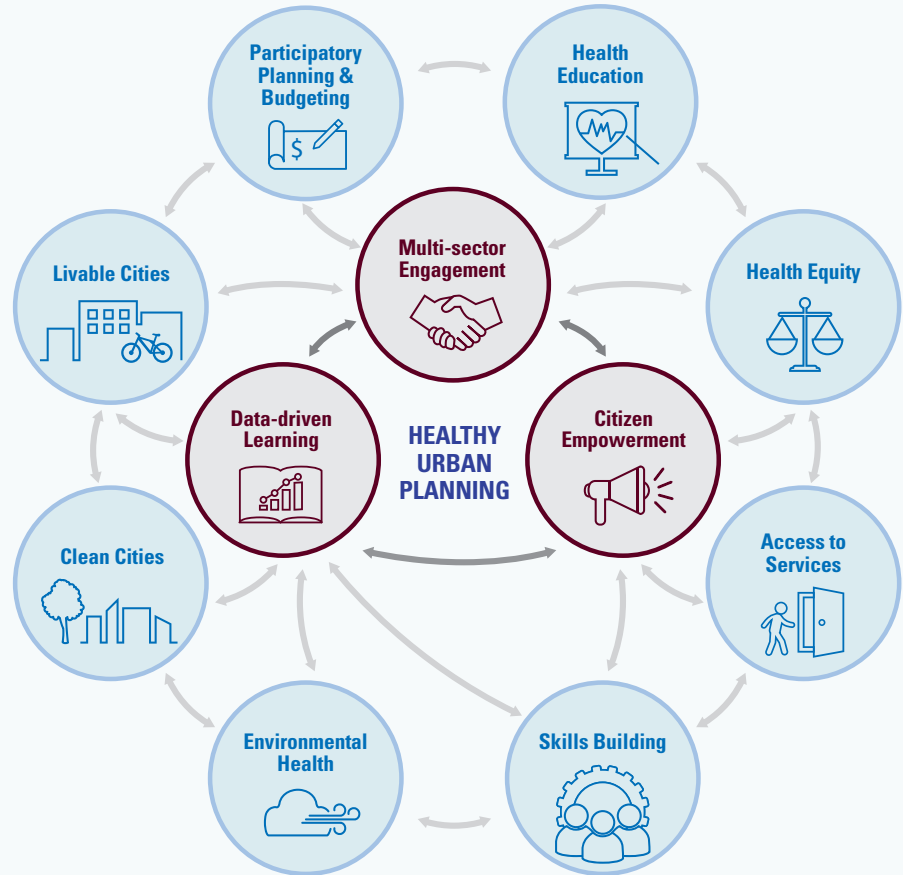 Participatory
Planning &
Budgeting
$
Health
Education
Multi-sector
Engagement
Livable Cities
Health Equity
Data-driven
Learning
HEALTHY
URBAN
PLANNING
Citizen
Empowerment
Clean Cities
Access to
Services
Environmental
Health
Skills Building